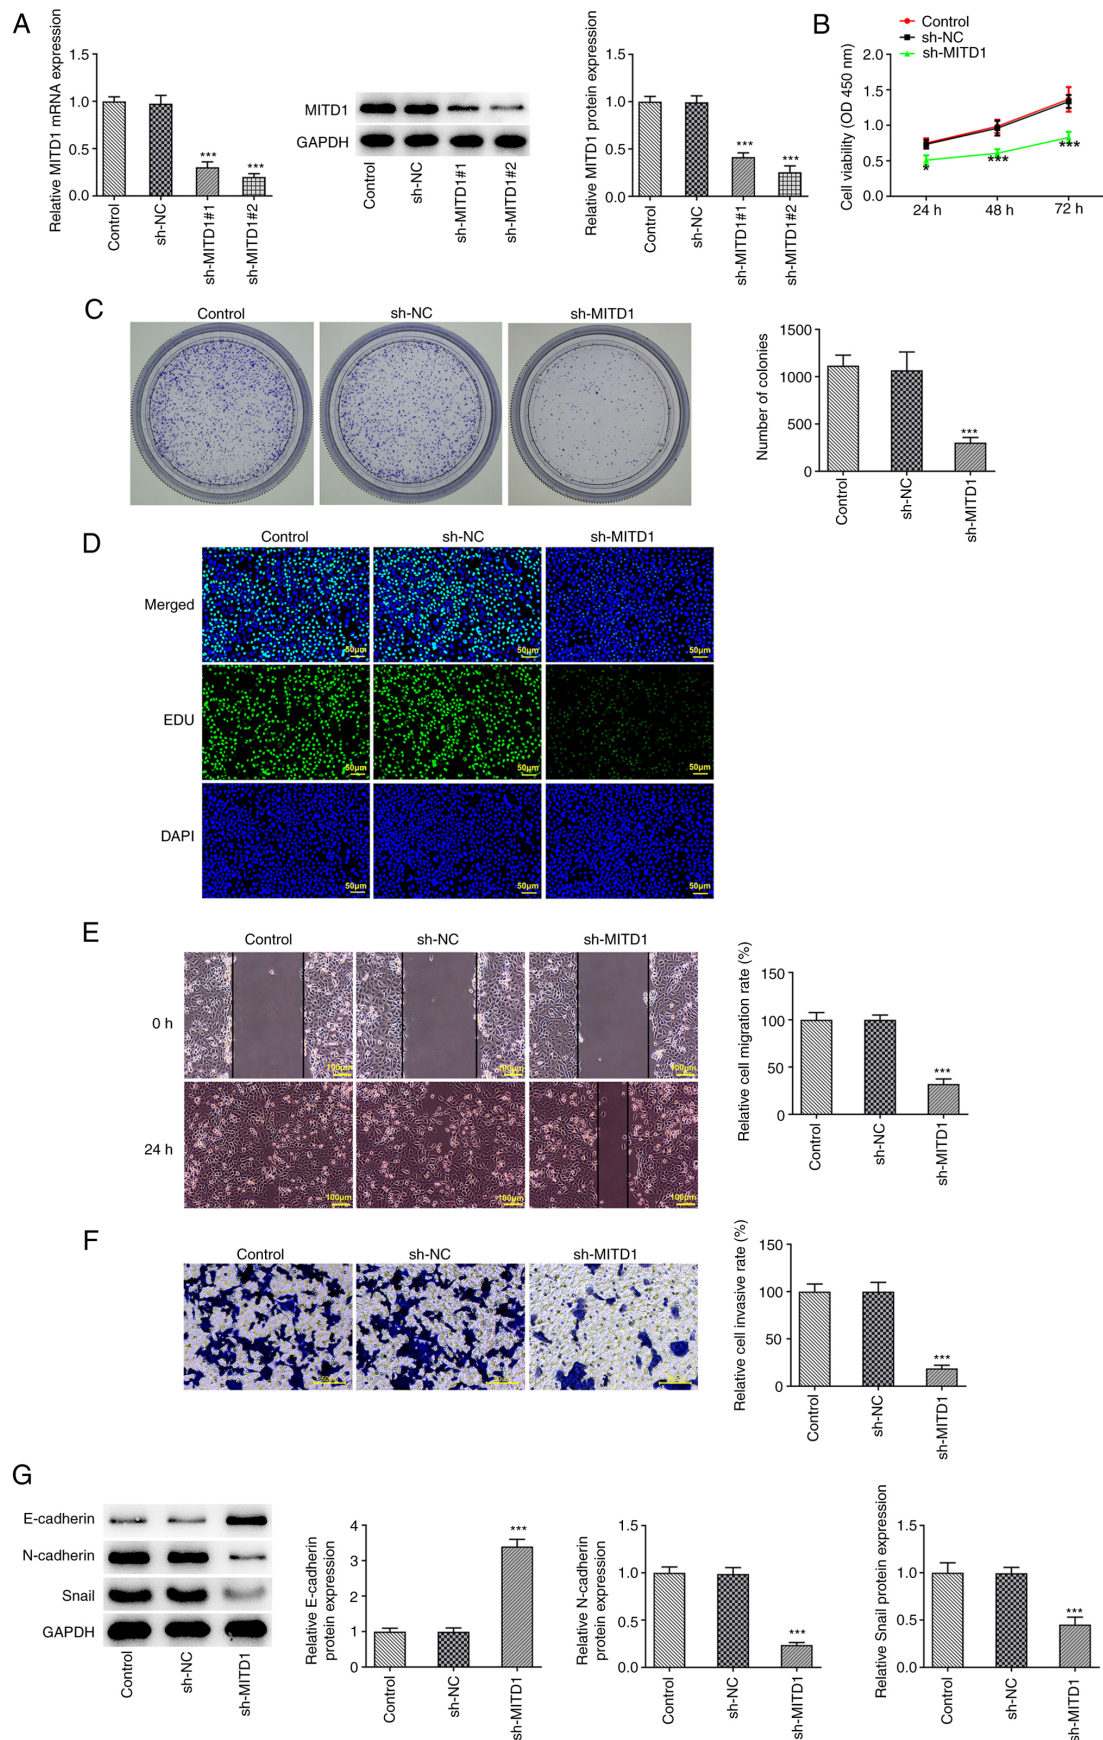 A
Relative MITD1 mRNA expression
1.5
1.0
0.5
0.0
***
***
Control
sh-NC
sh-MITD1#1
sh-MITD1#2
MITD1
GAPDH
Control
sh-NC
sh-MITD1#1
sh-MITD1#2
Relative MITD1 protein expression
1.5
1.0
0.5
0.0
***
***
Control
sh-NC
sh-MITD1#1
sh-MITD1#2
B
Control
sh-NC
sh-MITD1
Cell viability (OD 450 nm)
2.0
1.5
1.0
0.5
0.0
*
***
***
24 h
48 h
72 h
C
Control
sh-NC
sh-MITD1
Number of colonies
1500
1000
500
0
***
Control
sh-NC
sh-MITD1
D
Control
sh-NC
sh-MITD1
Merged
50μm
50μm
50μm
EDU
50μm
50μm
50μm
DAPI
50μm
50μm
50μm
E
Control
sh-NC
sh-MITD1
0 h
100μm
100μm
100μm
24 h
100μm
100μm
100μm
Relative cell migration rate (%)
150
100
50
0
***
Control
sh-NC
sh-MITD1
F
Control
sh-NC
sh-MITD1
Relative cell invasive rate (%)
150
100
50
0
***
Control
sh-NC
sh-MITD1
G
E-cadherin
N-cadherin
Snail
GAPDH
Control
sh-NC
sh-MITD1
Relative E-cadherin
protein expression
4
3
2
1
0
***
Control
sh-NC
sh-MITD1
Relative N-cadherin
protein expression
1.5
1.0
0.5
0.0
***
Control
sh-NC
sh-MITD1
Relative Snail protein expression
1.5
1.0
0.5
0.0
***
Control
sh-NC
sh-MITD1